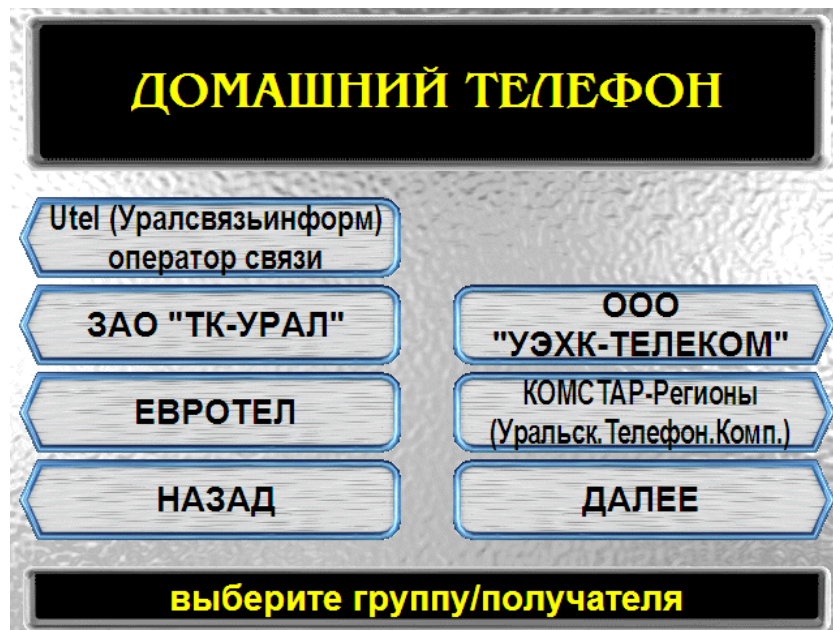 ДОМАШНИЙ ТЕЛЕФОН
Utel (Уралсвязьинформ)
оператор связи
ЗАО "ТК-УРАЛ"
ООО
"УЭХК-ТЕЛЕКОМ"
ЕВРОТЕЛ
КОМСТАР-Регионы
(Уральск.Телефон.Комп.)
НАЗАД
ДАЛЕЕ
выберите группу/получателя